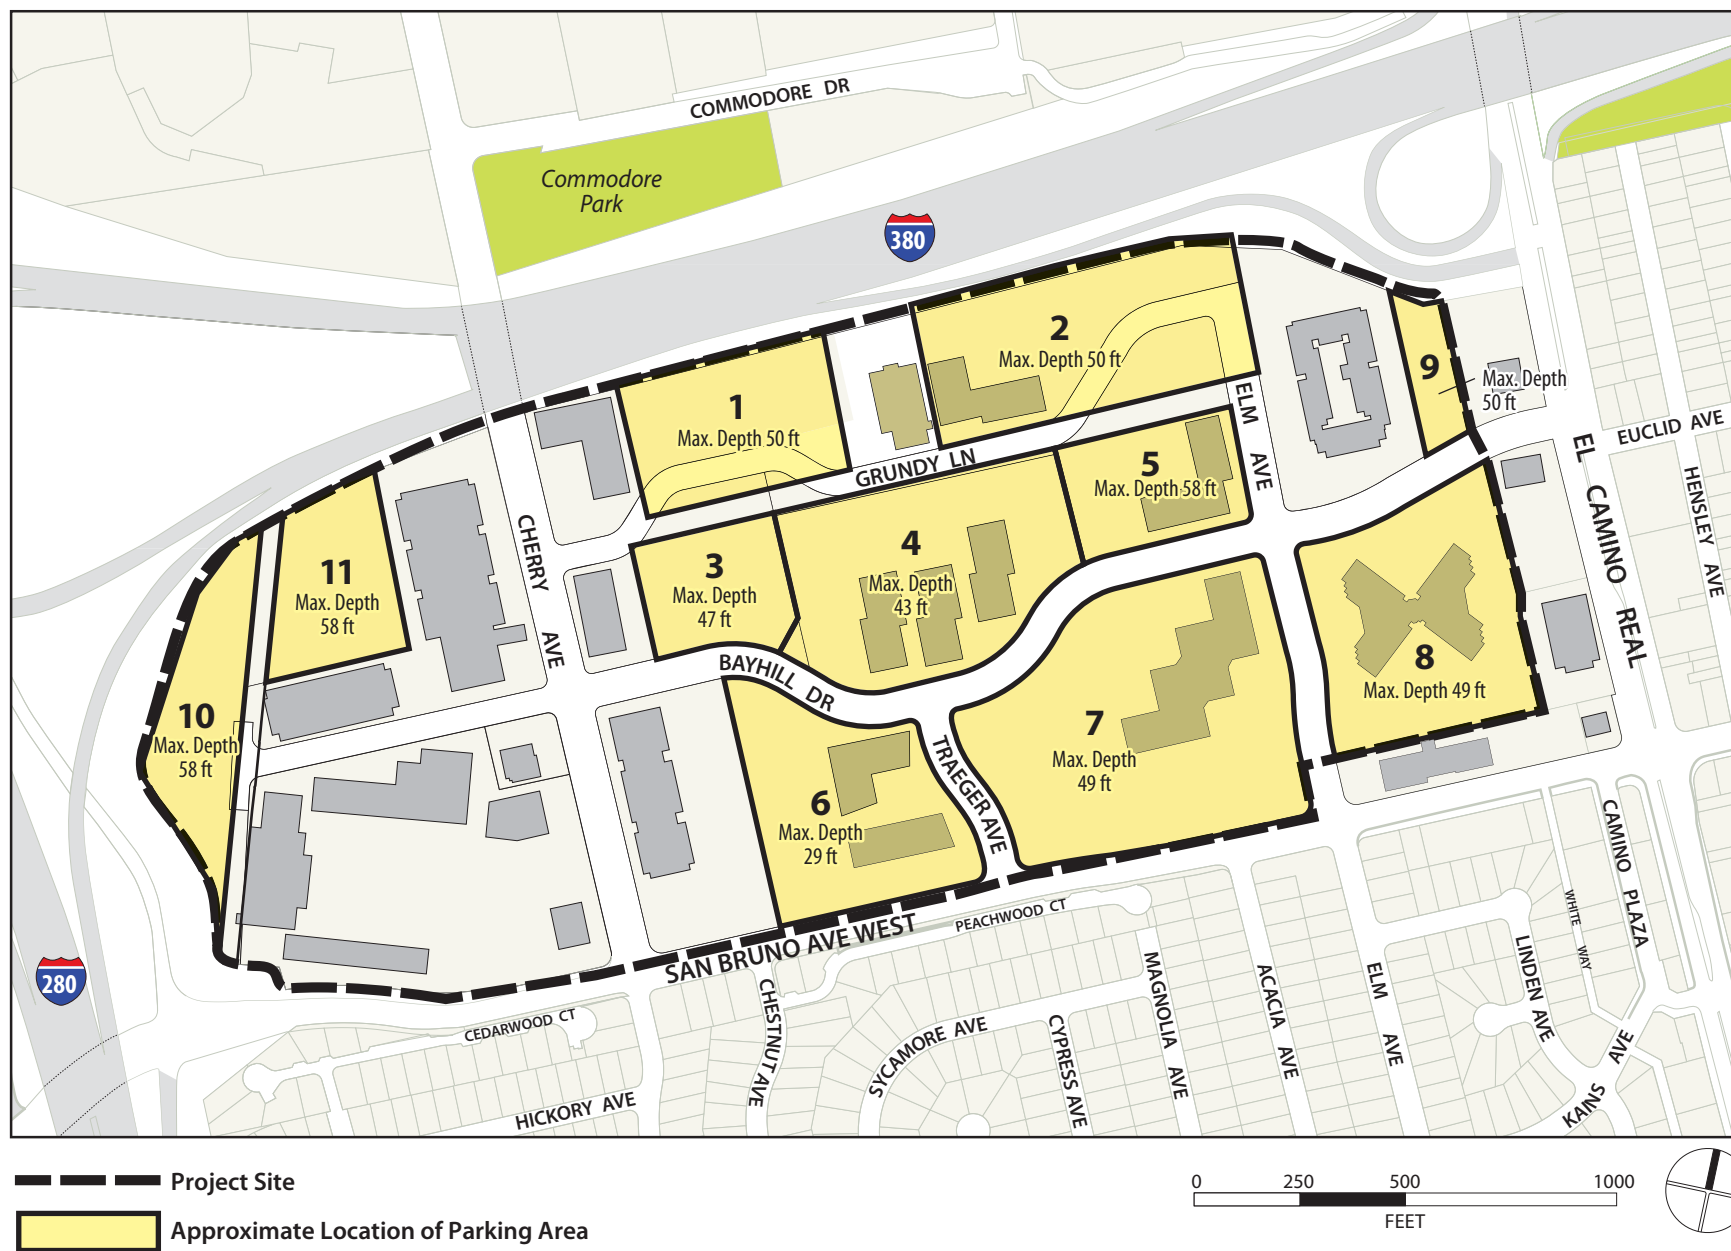 COMMODORE DR
Commodore
Park
380
1
Max. Depth 50 ft
2
Max. Depth 50 ft
9
Max. Depth
50 ft
EUCLID AVE
HENSLEY AVE
EL CAMINO REAL
ELM AVE
GRUNDY LN
5
Max. Depth 58 ft
4
Max. Depth
43 ft
3
Max. Depth
47 ft
CHERRY AVE
11
Max. Depth
58 ft
10
Max. Depth
58 ft
BAYHILL DR
8
Max. Depth 49 ft
7
Max. Depth
49 ft
TRAEGER AVE
6
Max. Depth
29 ft
SAN BRUNO AVE WEST
PEACHWOOD CT
CAMINO PLAZA
WHITE WAY
LINDEN AVE
KAINS AVE
ELM AVE
ACACIA AVE
MAGNOLIA AVE
CYPRESS AVE
SYCAMORE AVE
CHESTNUT AVE
CEDARWOOD CT
HICKORY AVE
280
Project Site
Approximate Location of Parking Area
0 250 500 1000
FEET